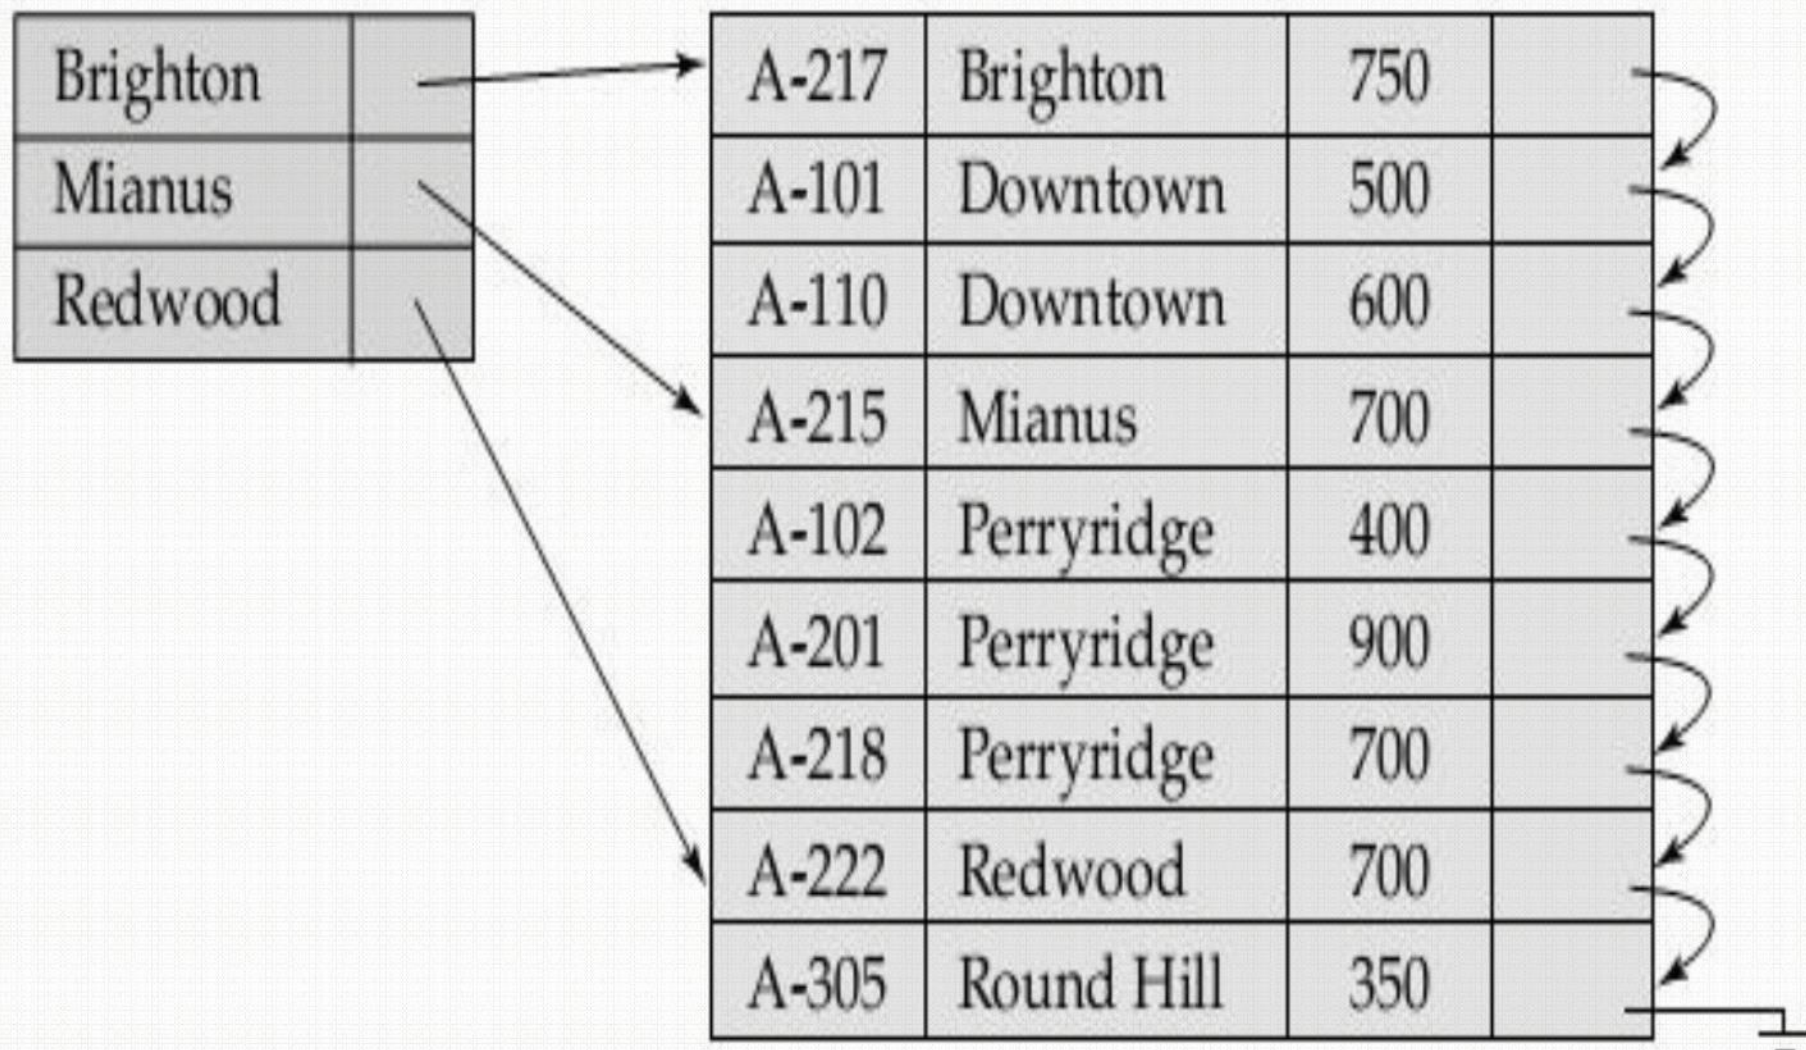 Brighton
Mianus
Redwood
A-217 Brighton 750
A-101 Downtown 500
A-110 Downtown 600
A-215 Mianus 700
A-102 Perryridge 400
A-201 Perryridge 900
A-218 Perryridge 700
A-222 Redwood 700
A-305 Round Hill 350